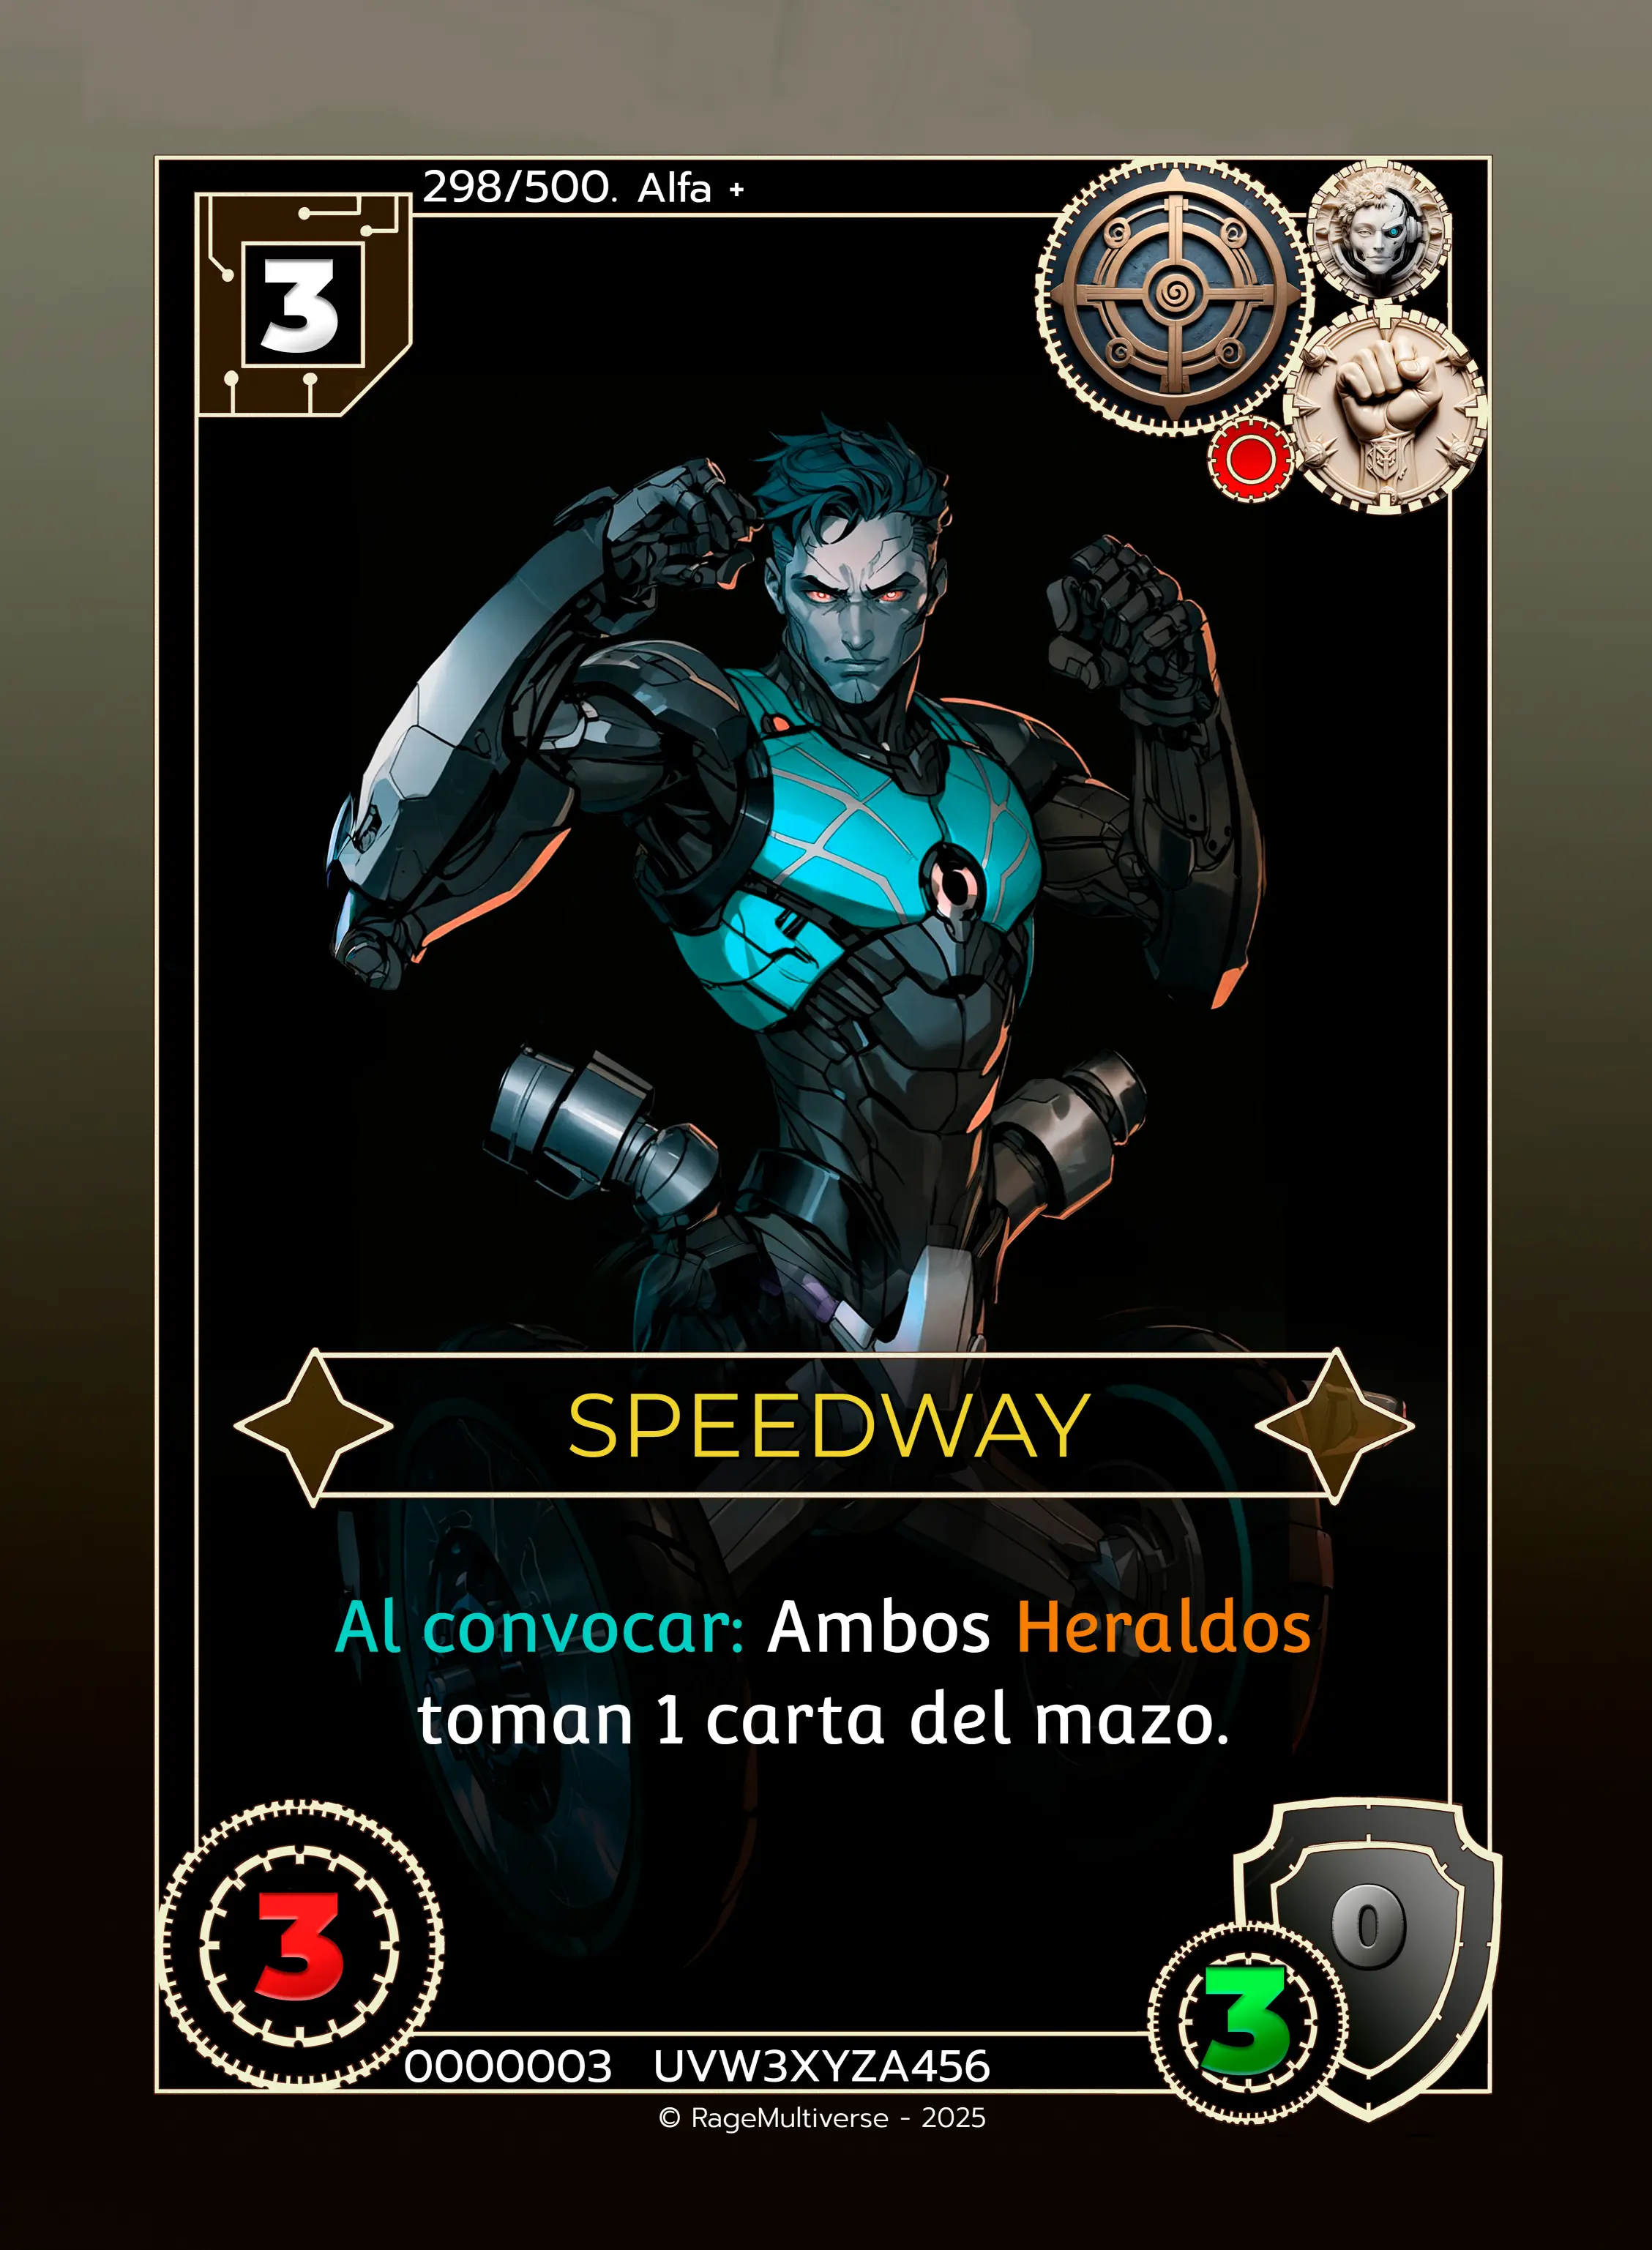 298/500. Alfa +
3
SPEEDWAY
Al convocar: Ambos Heraldos
toman 1 carta del mazo.
3
0
3
0000003 UVW3XYZA456
© RageMultiverse - 2025